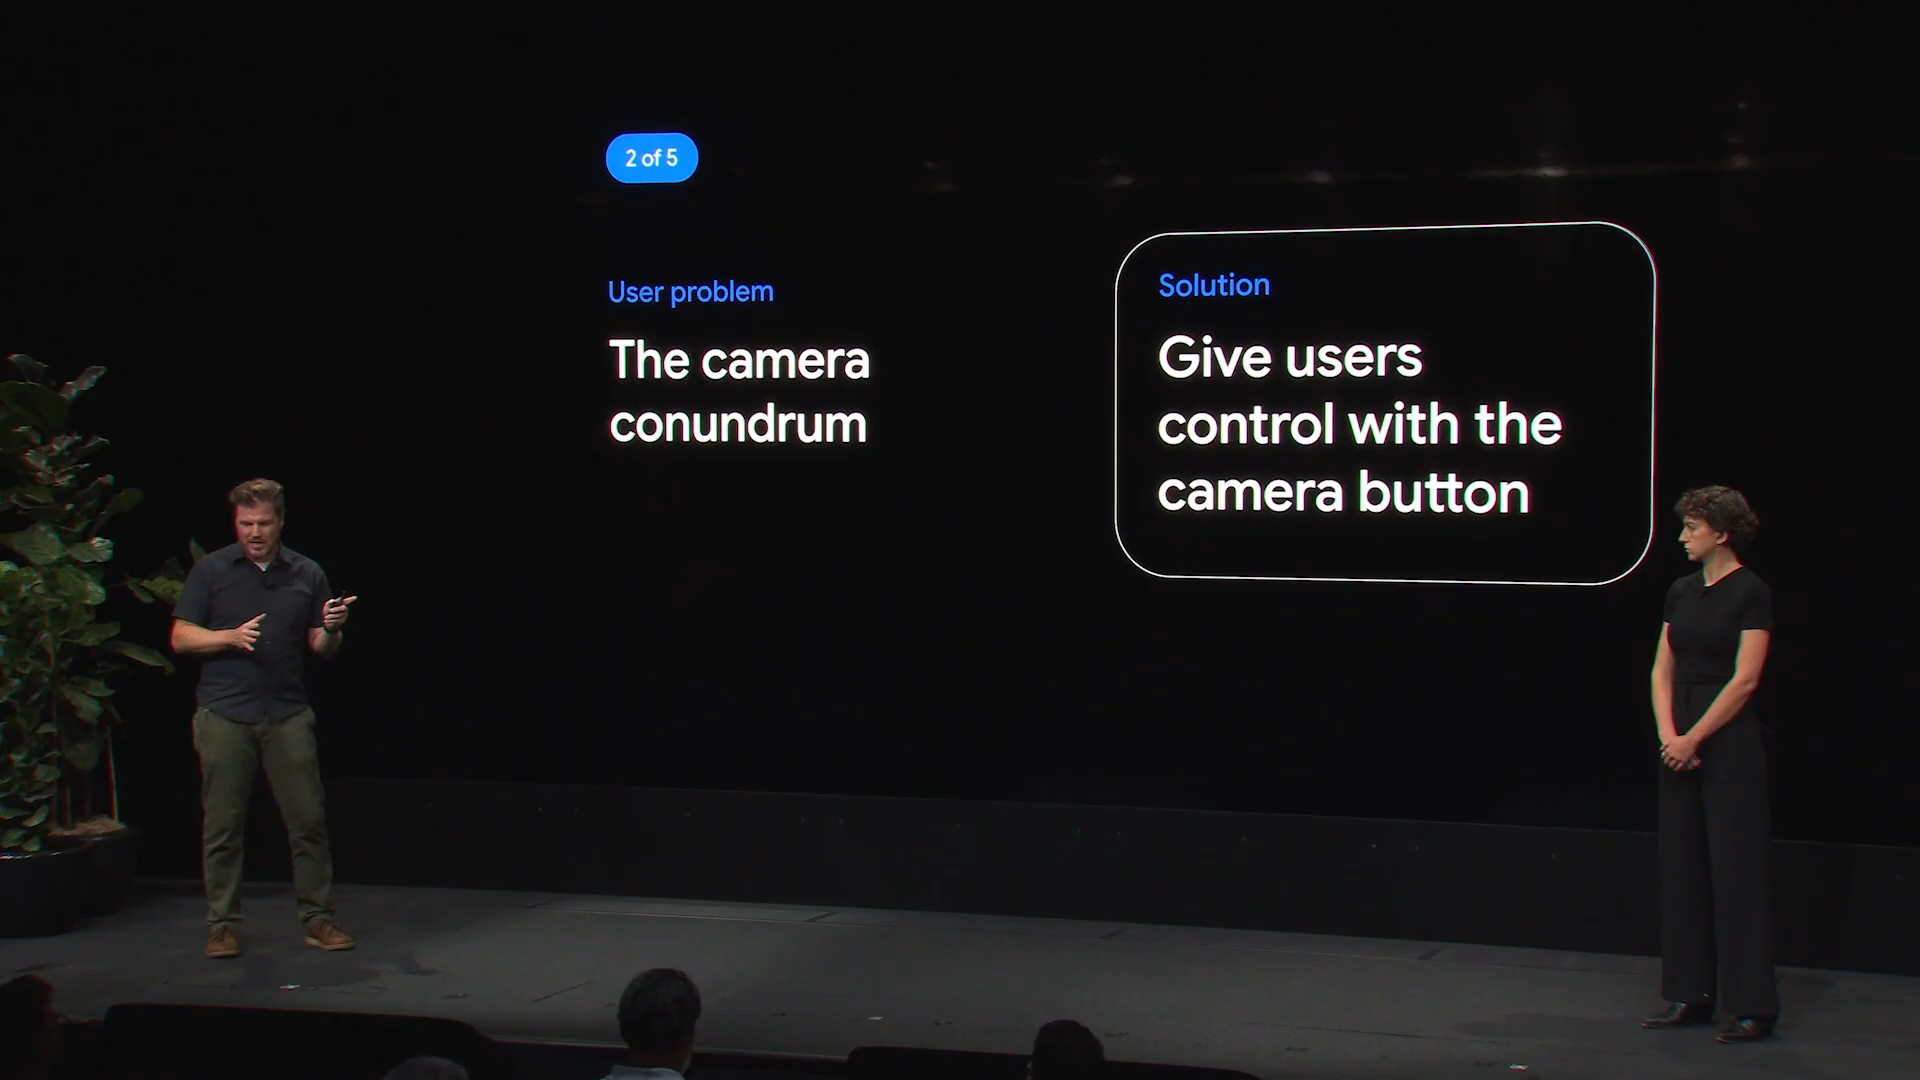 2 of 5
User problem
The camera
conundrum
Solution
Give users
control with the
camera button